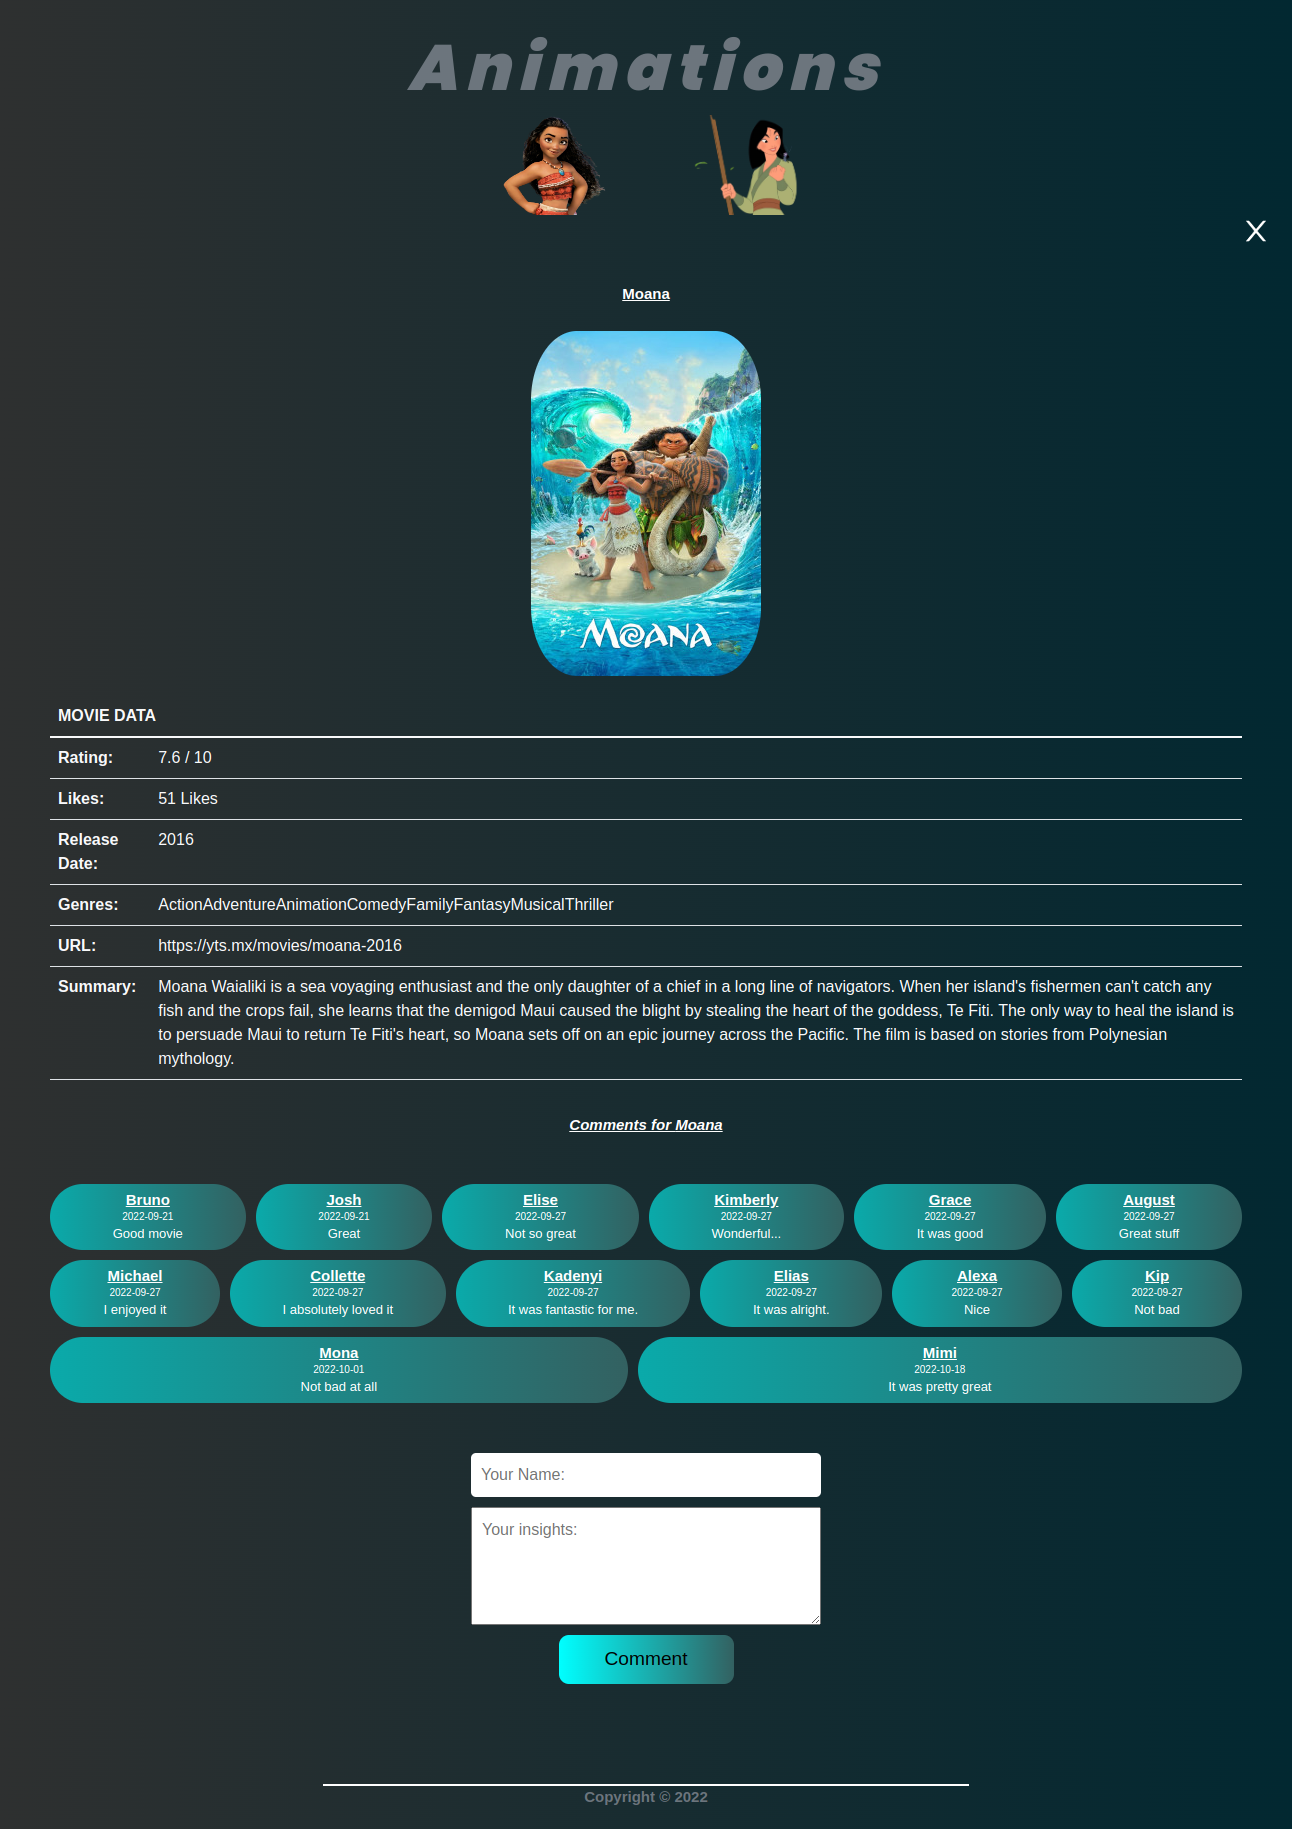 Animations
X
Moana
MOANA
MOVIE DATA
Rating: 7.6 / 10
Likes: 51 Likes
Release 2016
Date:
Genres: ActionAdventureAnimationComedyFamilyFantasyMusicalThriller
URL: https://yts.mx/movies/moana-2016
Summary: Moana Waialiki is a sea voyaging enthusiast and the only daughter of a chief in a long line of navigators. When her island's fishermen can't catch any
fish and the crops fail, she learns that the demigod Maui caused the blight by stealing the heart of the goddess, Te Fiti. The only way to heal the island is
to persuade Maui to return Te Fiti's heart, so Moana sets off on an epic journey across the Pacific. The film is based on stories from Polynesian
mythology.
Comments for Moana
Bruno
2022-09-21
Good movie
Josh
2022-09-21
Great
Elise
2022-09-27
Not so great
Kimberly
2022-09-27
Wonderful...
Grace
2022-09-27
It was good
August
2022-09-27
Great stuff
Michael
2022-09-27
I enjoyed it
Collette
2022-09-27
I absolutely loved it
Kadenyi
2022-09-27
It was fantastic for me.
Elias
2022-09-27
It was alright.
Alexa
2022-09-27
Nice
Kip
2022-09-27
Not bad
Mona
2022-10-01
Not bad at all
Mimi
2022-10-18
It was pretty great
Your Name:
Your insights:
Comment
Copyright © 2022